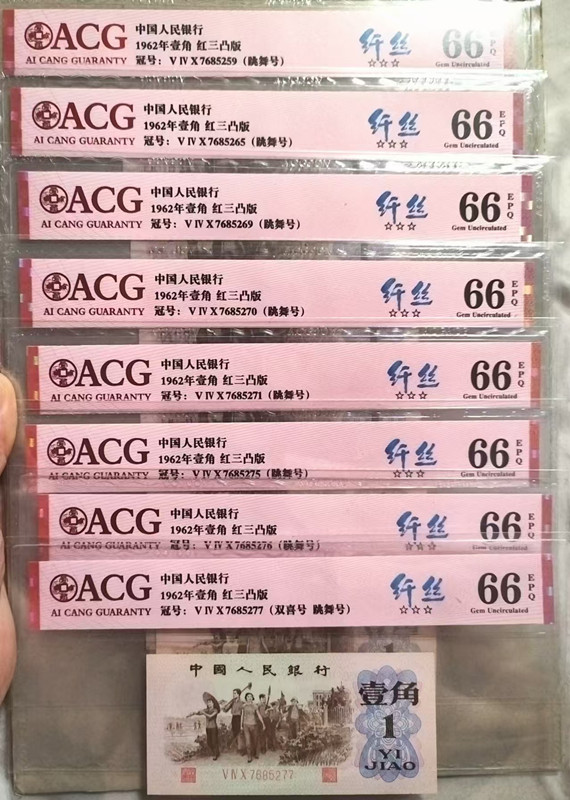 ACG
AI CANG GUARANTY
中国人民银行
1962年壹角 红三凸版
冠号: V IV X 7685259 (跳舞号)
纤丝
☆☆☆
66
EPQ
Gem Uncirculated
ACG
AI CANG GUARANTY
中国人民银行
1962年壹角 红三凸版
冠号: V IV X 7685265 (跳舞号)
纤丝
☆☆☆
66
EPQ
Gem Uncirculated
ACG
AI CANG GUARANTY
中国人民银行
1962年壹角 红三凸版
冠号: V IV X 7685269 (跳舞号)
纤丝
☆☆☆
66
EPQ
Gem Uncirculated
ACG
AI CANG GUARANTY
中国人民银行
1962年壹角 红三凸版
冠号: V IV X 7685270 (跳舞号)
纤丝
☆☆☆
66
EPQ
Gem Uncirculated
ACG
AI CANG GUARANTY
中国人民银行
1962年壹角 红三凸版
冠号: V IV X 7685271 (跳舞号)
纤丝
☆☆☆
66
EPQ
Gem Uncirculated
ACG
AI CANG GUARANTY
中国人民银行
1962年壹角 红三凸版
冠号: V IV X 7685275 (跳舞号)
纤丝
☆☆☆
66
EPQ
Gem Uncirculated
ACG
AI CANG GUARANTY
中国人民银行
1962年壹角 红三凸版
冠号: V IV X 7685276 (跳舞号)
纤丝
☆☆☆
66
EPQ
Gem Uncirculated
ACG
AI CANG GUARANTY
中国人民银行
1962年壹角 红三凸版
冠号: V IV X 7685277 (双喜号 跳舞号)
纤丝
☆☆☆
66
EPQ
Gem Uncirculated
中国人民银行
壹角
1
YI
JIAO
V IV X 7685277